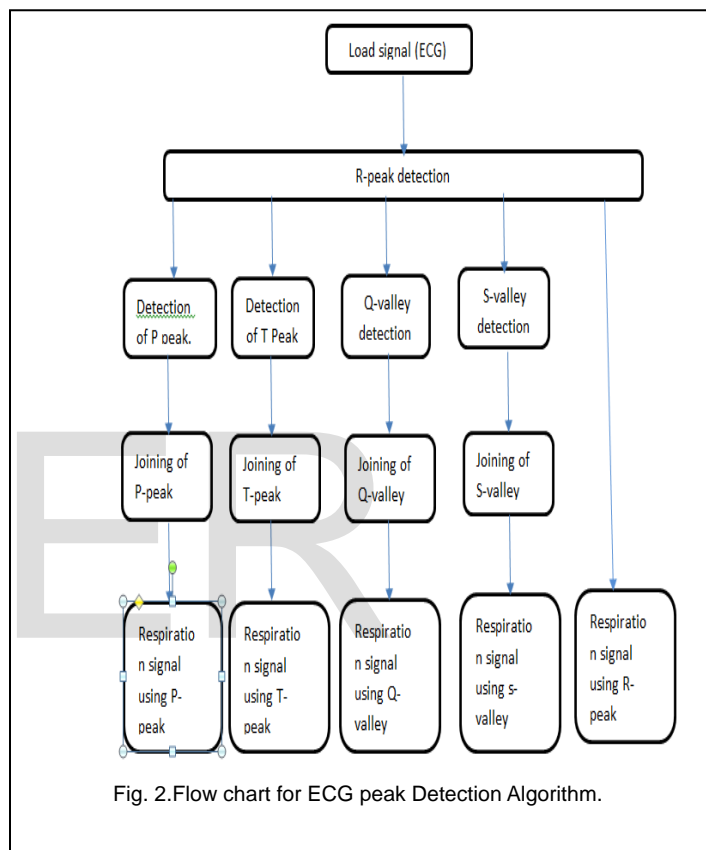 Load signal (ECG)
R-peak detection
Detection
of P peak.
Detection
of T Peak
Q-valley
detection
S-valley
detection
Joining of
P-peak
Joining of
T-peak
Joining of
Q-valley
Joining of
S-valley
Respiratio
n signal
using P-
peak
Respiratio
n signal
using T-
peak
Respiratio
n signal
using Q-
valley
Respiratio
n signal
using s-
valley
Respiratio
n signal
using R-
peak
ER
Fig. 2.Flow chart for ECG peak Detection Algorithm.